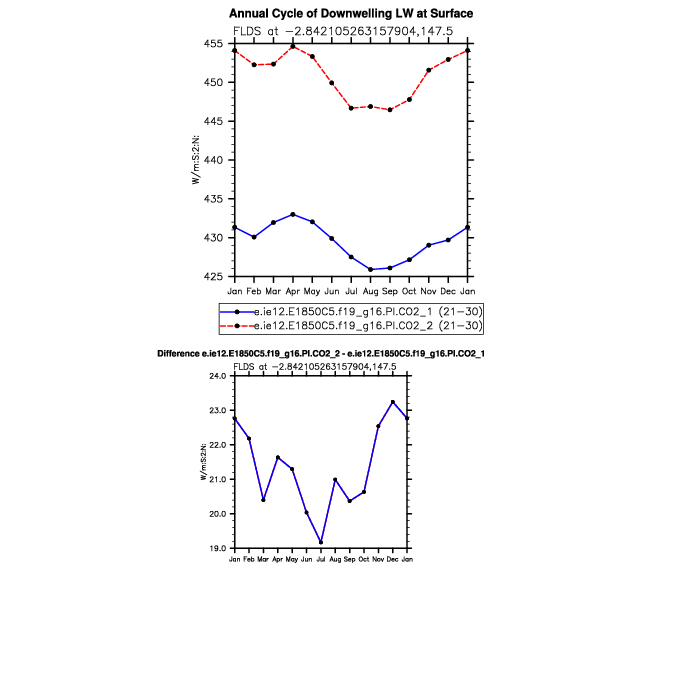 Annual Cycle of Downwelling LW at Surface
FLDS at −2.842105263157904,147.5
455
450
445
440
435
430
425
W/m:S:2:N:
Jan Feb Mar Apr May Jun Jul Aug Sep Oct Nov Dec Jan
e.ie12.E1850C5.f19_g16.PI.CO2_1 (21−30)
e.ie12.E1850C5.f19_g16.PI.CO2_2 (21−30)
Difference e.ie12.E1850C5.f19_g16.PI.CO2_2 - e.ie12.E1850C5.f19_g16.PI.CO2_1
FLDS at −2.842105263157904,147.5
24.0
23.0
22.0
21.0
20.0
19.0
W/m:S:2:N:
Jan Feb Mar Apr May Jun Jul Aug Sep Oct Nov Dec Jan